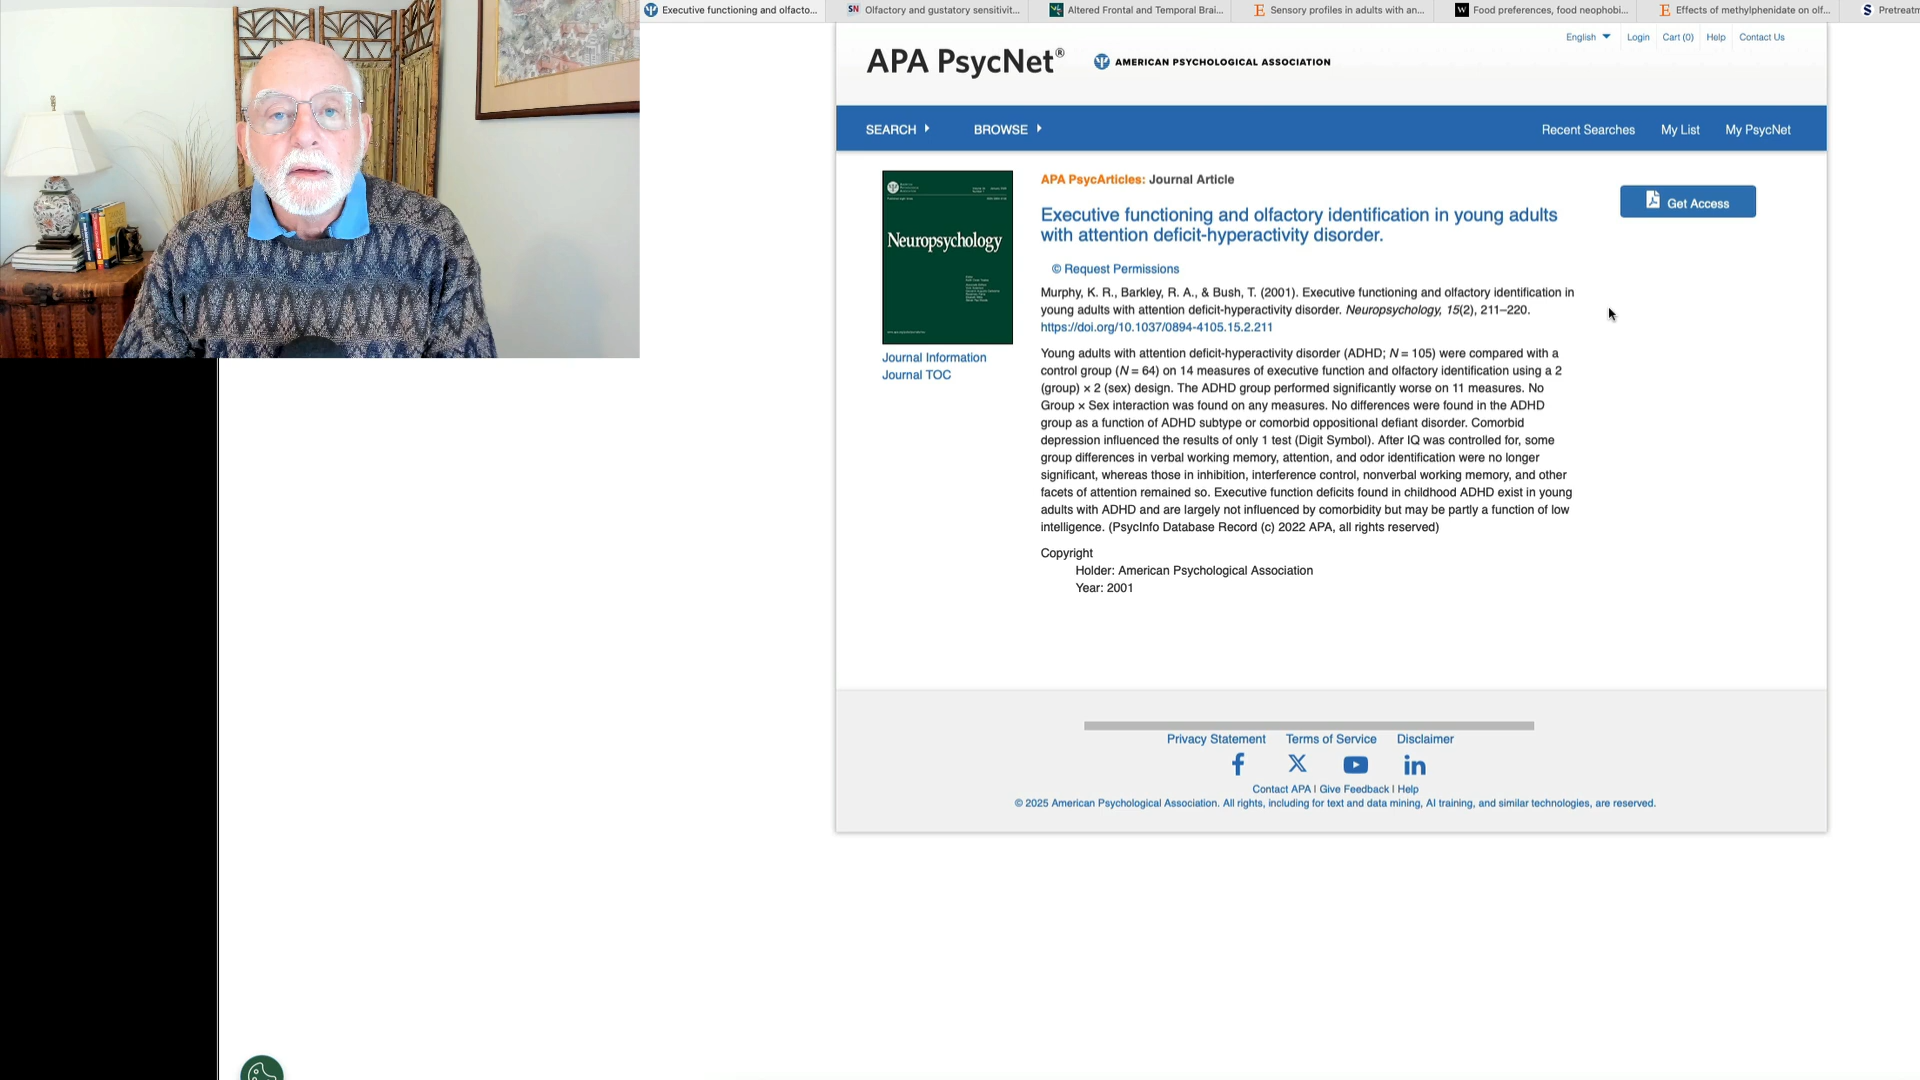 Executive functioning and olfacto...
Olfactory and gustatory sensitivit...
Altered Frontal and Temporal Brai...
Sensory profiles in adults with an...
Food preferences, food neophobi...
Effects of methylphenidate on olf...
Pretreatm
English
Login
Cart (0)
Help
Contact Us
APA PsycNet®
AMERICAN PSYCHOLOGICAL ASSOCIATION
SEARCH
BROWSE
Recent Searches
My List
My PsycNet
Neuropsychology
Journal Information
Journal TOC
APA PsycArticles: Journal Article
Get Access
Executive functioning and olfactory identification in young adults
with attention deficit-hyperactivity disorder.
© Request Permissions
Murphy, K. R., Barkley, R. A., & Bush, T. (2001). Executive functioning and olfactory identification in
young adults with attention deficit-hyperactivity disorder. Neuropsychology, 15(2), 211–220.
https://doi.org/10.1037/0894-4105.15.2.211
Young adults with attention deficit-hyperactivity disorder (ADHD; N = 105) were compared with a
control group (N = 64) on 14 measures of executive function and olfactory identification using a 2
(group) × 2 (sex) design. The ADHD group performed significantly worse on 11 measures. No
Group × Sex interaction was found on any measures. No differences were found in the ADHD
group as a function of ADHD subtype or comorbid oppositional defiant disorder. Comorbid
depression influenced the results of only 1 test (Digit Symbol). After IQ was controlled for, some
group differences in verbal working memory, attention, and odor identification were no longer
significant, whereas those in inhibition, interference control, nonverbal working memory, and other
facets of attention remained so. Executive function deficits found in childhood ADHD exist in young
adults with ADHD and are largely not influenced by comorbidity but may be partly a function of low
intelligence. (PsycInfo Database Record (c) 2022 APA, all rights reserved)
Copyright
Holder: American Psychological Association
Year: 2001
Privacy Statement
Terms of Service
Disclaimer
Contact APA | Give Feedback | Help
© 2025 American Psychological Association. All rights, including for text and data mining, AI training, and similar technologies, are reserved.